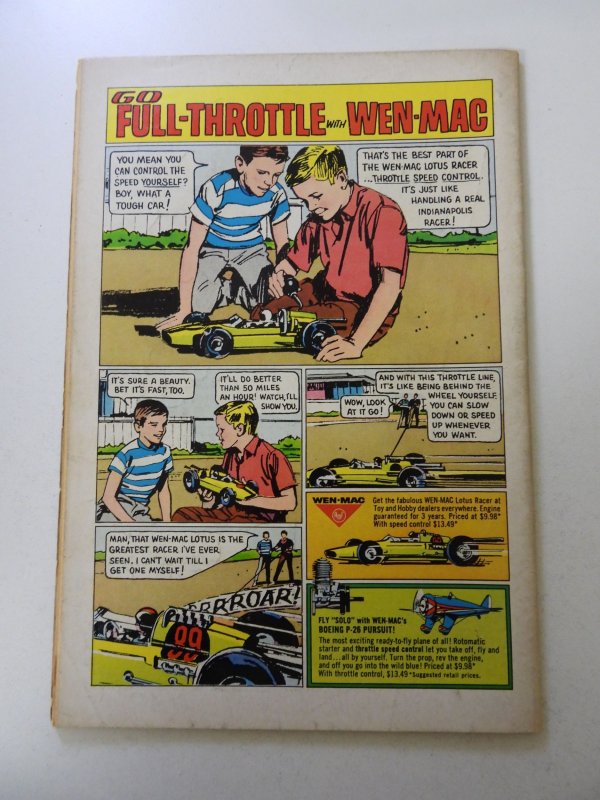 GO
FULL-THROTTLE WITH WEN-MAC
YOU MEAN YOU
CAN CONTROL THE
SPEED YOURSELF?
BOY, WHAT A
TOUGH CAR!
THAT'S THE BEST PART OF
THE WEN-MAC LOTUS RACER
...THROTTLE SPEED CONTROL.
IT'S JUST LIKE
HANDLING A REAL
INDIANAPOLIS
RACER!
IT'S SURE A BEAUTY.
BET IT'S FAST, TOO.
IT'LL DO BETTER
THAN 50 MILES
AN HOUR! WATCH, I'LL
SHOW YOU.
WOW, LOOK
AT IT GO!
AND WITH THIS THROTTLE LINE,
IT'S LIKE BEING BEHIND THE
WHEEL YOURSELF.
YOU CAN SLOW
DOWN OR SPEED
UP WHENEVER
YOU WANT.
MAN, THAT WEN-MAC LOTUS IS THE
GREATEST RACER I'VE EVER
SEEN. I CAN'T WAIT TILL I
GET ONE MYSELF!
RRROAR!
99
WEN-MAC
Get the fabulous WEN-MAC Lotus Racer at
Toy and Hobby dealers everywhere. Engine
guaranteed for 3 years. Priced at $9.98*
With speed control $13.49*
99
FLY "SOLO" with WEN-MAC's
BOEING P-26 PURSUIT!
The most exciting ready-to-fly plane of all! Rotomatic
starter and throttle speed control let you take off, fly and
land...all by yourself. Turn the prop, rev the engine,
and off you go into the wild blue! Priced at $9.98*
With throttle control, $13.49 *Suggested retail prices.